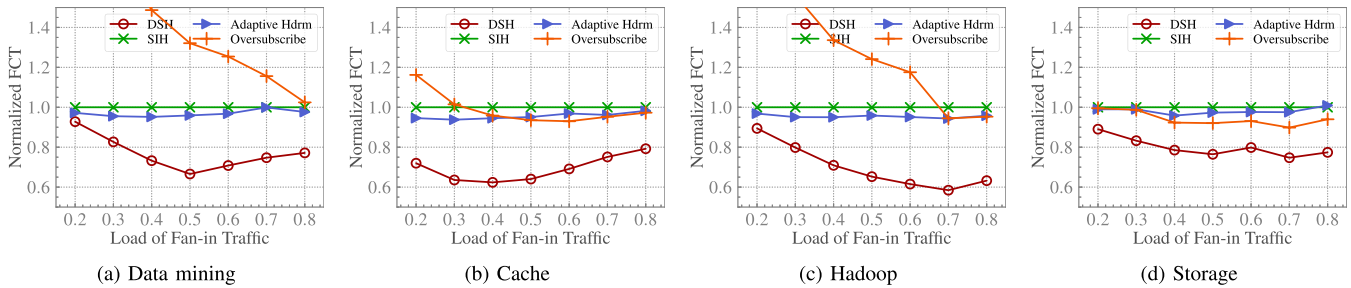 Normalized FCT
1.4
1.2
1.0
0.8
0.6
DSH
SIH
Adaptive Hdrm
Oversubscribe
0.2 0.3 0.4 0.5 0.6 0.7 0.8
Load of Fan-in Traffic
(a) Data mining
Normalized FCT
1.4
1.2
1.0
0.8
0.6
DSH
SIH
Adaptive Hdrm
Oversubscribe
0.2 0.3 0.4 0.5 0.6 0.7 0.8
Load of Fan-in Traffic
(b) Cache
Normalized FCT
1.4
1.2
1.0
0.8
0.6
DSH
SIH
Adaptive Hdrm
Oversubscribe
0.2 0.3 0.4 0.5 0.6 0.7 0.8
Load of Fan-in Traffic
(c) Hadoop
Normalized FCT
1.4
1.2
1.0
0.8
0.6
DSH
SIH
Adaptive Hdrm
Oversubscribe
0.2 0.3 0.4 0.5 0.6 0.7 0.8
Load of Fan-in Traffic
(d) Storage